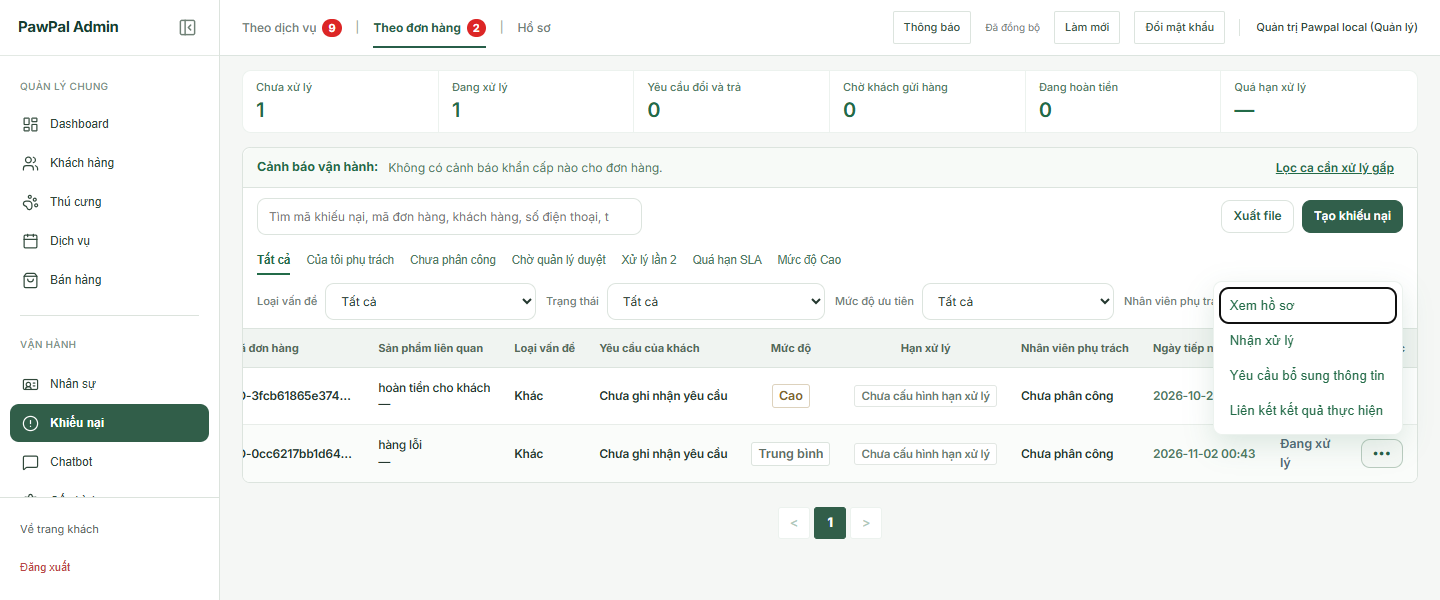 PawPal Admin
Theo dịch vụ 9 | Theo đơn hàng 2 | Hồ sơ
Thông báo
Đã đồng bộ
Làm mới
Đổi mật khẩu
Quản trị Pawpal local (Quản lý)
QUẢN LÝ CHUNG
Dashboard
Khách hàng
Thú cưng
Dịch vụ
Bán hàng
VẬN HÀNH
Nhân sự
Khiếu nại
Chatbot
Về trang khách
Đăng xuất
Chưa xử lý
1
Đang xử lý
1
Yêu cầu đổi và trả
0
Chờ khách gửi hàng
0
Đang hoàn tiền
0
Quá hạn xử lý
—
Cảnh báo vận hành: Không có cảnh báo khẩn cấp nào cho đơn hàng.
Lọc ca cần xử lý gấp
Tìm mã khiếu nại, mã đơn hàng, khách hàng, số điện thoại, t
Xuất file
Tạo khiếu nại
Tất cả Của tôi phụ trách Chưa phân công Chờ quản lý duyệt Xử lý lần 2 Quá hạn SLA Mức độ Cao
Loại vấn đề Tất cả Trạng thái Tất cả Mức độ ưu tiên Tất cả Nhân viên phụ
Xem hồ sơ
Nhận xử lý
Yêu cầu bổ sung thông tin
Liên kết kết quả thực hiện
đơn hàng Sản phẩm liên quan Loại vấn đề Yêu cầu của khách Mức độ Hạn xử lý Nhân viên phụ trách Ngày tiếp
-3fcb61865e374... hoàn tiền cho khách Khác Chưa ghi nhận yêu cầu Cao Chưa cấu hình hạn xử lý Chưa phân công 2026-10-2
—
-0cc6217bb1d64... hàng lỗi Khác Chưa ghi nhận yêu cầu Trung bình Chưa cấu hình hạn xử lý Chưa phân công 2026-11-02 00:43 Đang xử
— lý
•••
< 1 >